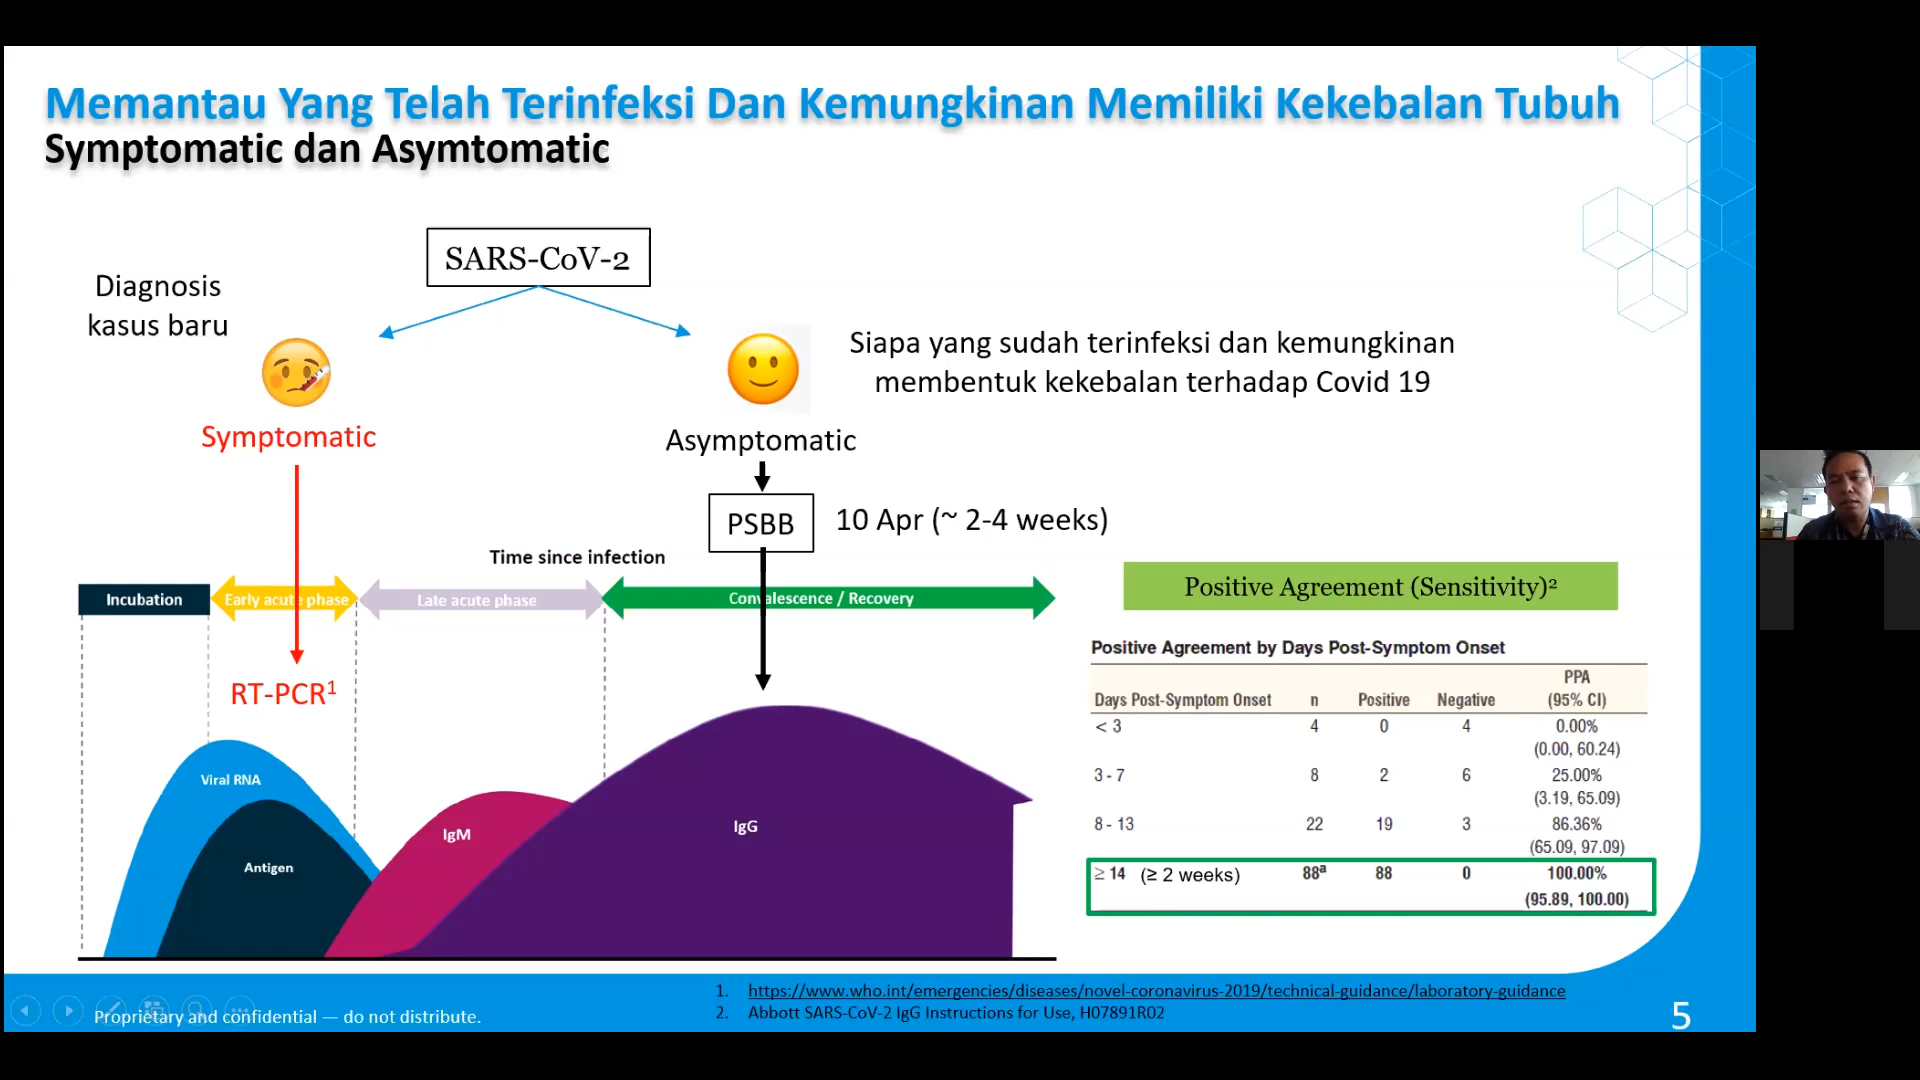 Memantau Yang Telah Terinfeksi Dan Kemungkinan Memiliki Kekebalan Tubuh
Symptomatic dan Asymtomatic
SARS-CoV-2
Diagnosis
kasus baru
Siapa yang sudah terinfeksi dan kemungkinan
membentuk kekebalan terhadap Covid 19
Symptomatic
Asymptomatic
PSBB
10 Apr (~ 2-4 weeks)
Time since infection
Incubation
Early acute phase
Late acute phase
Convalescence / Recovery
RT-PCR1
Viral RNA
Antigen
IgM
IgG
Positive Agreement (Sensitivity)2
Positive Agreement by Days Post-Symptom Onset
PPA
Days Post-Symptom Onset n Positive Negative (95% CI)
< 3 4 0 4 0.00%
(0.00, 60.24)
3 - 7 8 2 6 25.00%
(3.19, 65.09)
8 - 13 22 19 3 86.36%
(65.09, 97.09)
≥ 14 (≥ 2 weeks) 88a 88 0 100.00%
(95.89, 100.00)
1. https://www.who.int/emergencies/diseases/novel-coronavirus-2019/technical-guidance/laboratory-guidance
2. Abbott SARS-CoV-2 IgG Instructions for Use, H07891R02
Proprietary and confidential — do not distribute.
5